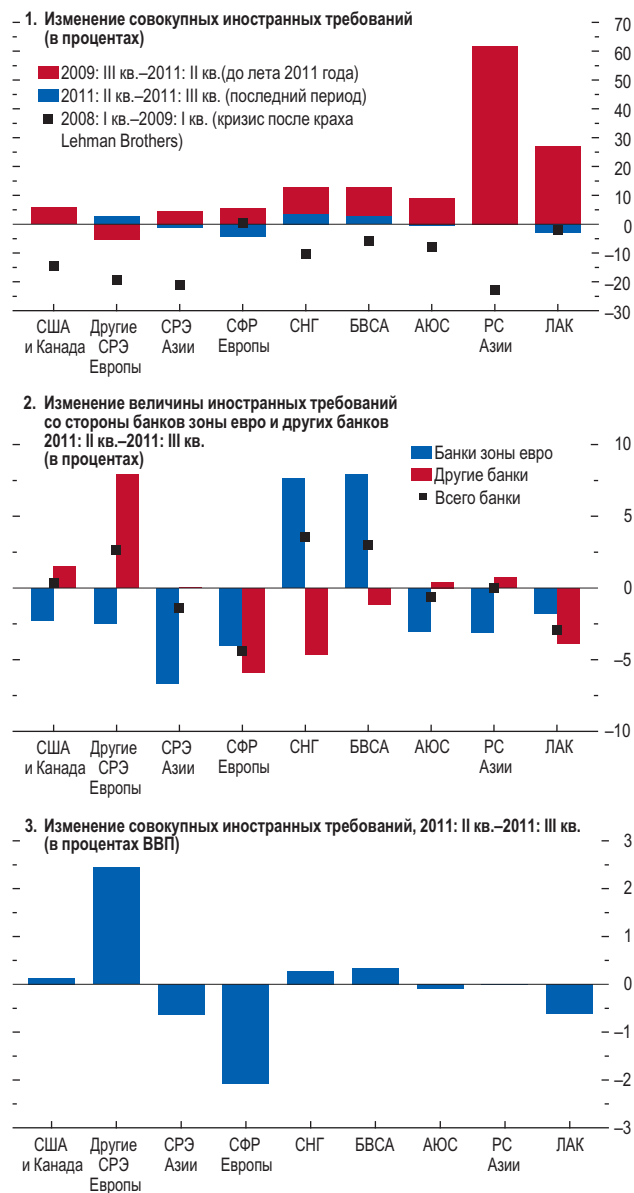 1. Изменение совокупных иностранных требований
(в процентах)
2009: III кв.–2011: II кв.(до лета 2011 года)
2011: II кв.–2011: III кв. (последний период)
2008: I кв.–2009: I кв. (кризис после краха
Lehman Brothers)
70
60
50
40
30
20
10
0
–10
–20
–30
США Другие СРЭ СФР СНГ БВСА АЮС РС ЛАК
и Канада СРЭ Азии Европы Азии
Европы
2. Изменение величины иностранных требований
со стороны банков зоны евро и других банков
2011: II кв.–2011: III кв.
(в процентах)
Банки зоны евро
Другие банки
Всего банки
10
5
0
–5
–10
США Другие СРЭ СФР СНГ БВСА АЮС РС ЛАК
и Канада СРЭ Азии Европы Азии
Европы
3. Изменение совокупных иностранных требований, 2011: II кв.–2011: III кв.
(в процентах ВВП)
3
2
1
0
–1
–2
–3
США Другие СРЭ СФР СНГ БВСА АЮС РС ЛАК
и Канада СРЭ Азии Европы Азии
Европы